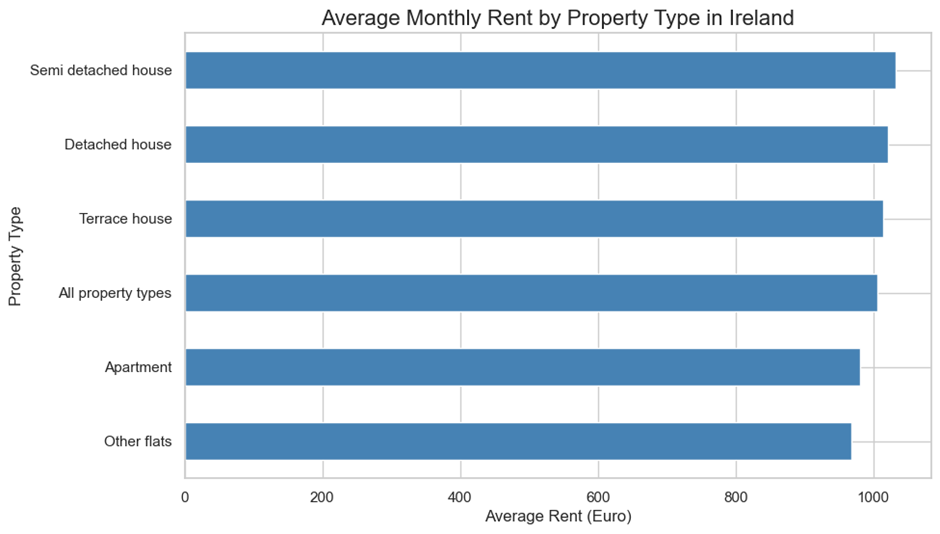 Average Monthly Rent by Property Type in Ireland
Property Type
Semi detached house
Detached house
Terrace house
All property types
Apartment
Other flats
0 200 400 600 800 1000
Average Rent (Euro)